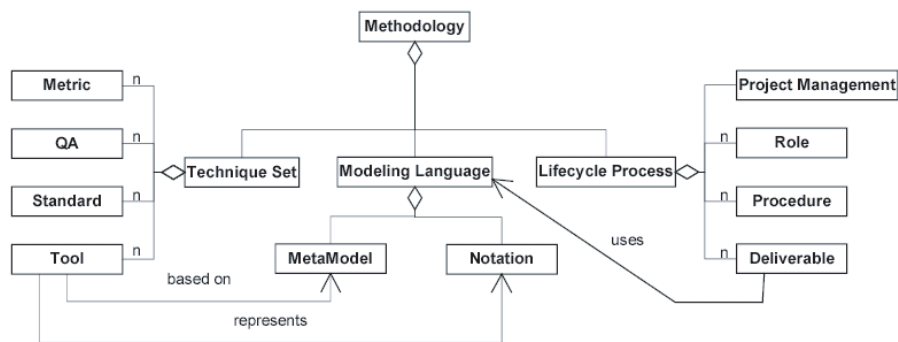 Methodology
Metric
n
Project Management
QA
n
n
Role
Technique Set
Modeling Language
Lifecycle Process
Standard
n
n
Procedure
uses
Tool
n
MetaModel
Notation
n
Deliverable
based on
represents